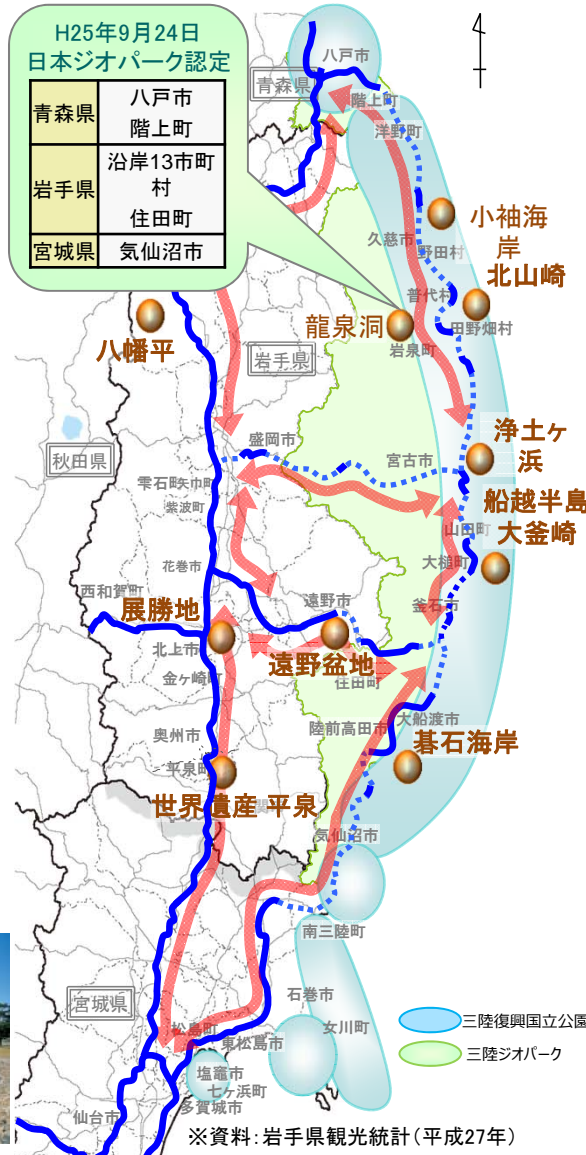 H25年9月24日
日本ジオパーク認定
青森県
八戸市
階上町
岩手県
沿岸13市町
村
住田町
宮城県
気仙沼市
八戸市
青森県
階上町
洋野町
小袖海
岸
久慈市
野田村
北山崎
普代村
田野畑村
龍泉洞
岩泉町
八幡平
岩手県
浄土ヶ
浜
盛岡市
宮古市
秋田県
雫石町
矢巾町
紫波町
船越半島
大釜崎
山田町
大槌町
花巻市
西和賀町
遠野市
釜石市
展勝地
北上市
遠野盆地
金ヶ崎町
住田町
奥州市
陸前高田市
大船渡市
碁石海岸
平泉町
世界遺産 平泉
関
気仙沼市
南三陸町
宮城県
石巻市
女川町
松島町
東松島市
塩竈市
七ヶ浜町
多賀城市
仙台市
三陸復興国立公園
三陸ジオパーク
※資料:岩手県観光統計(平成27年)